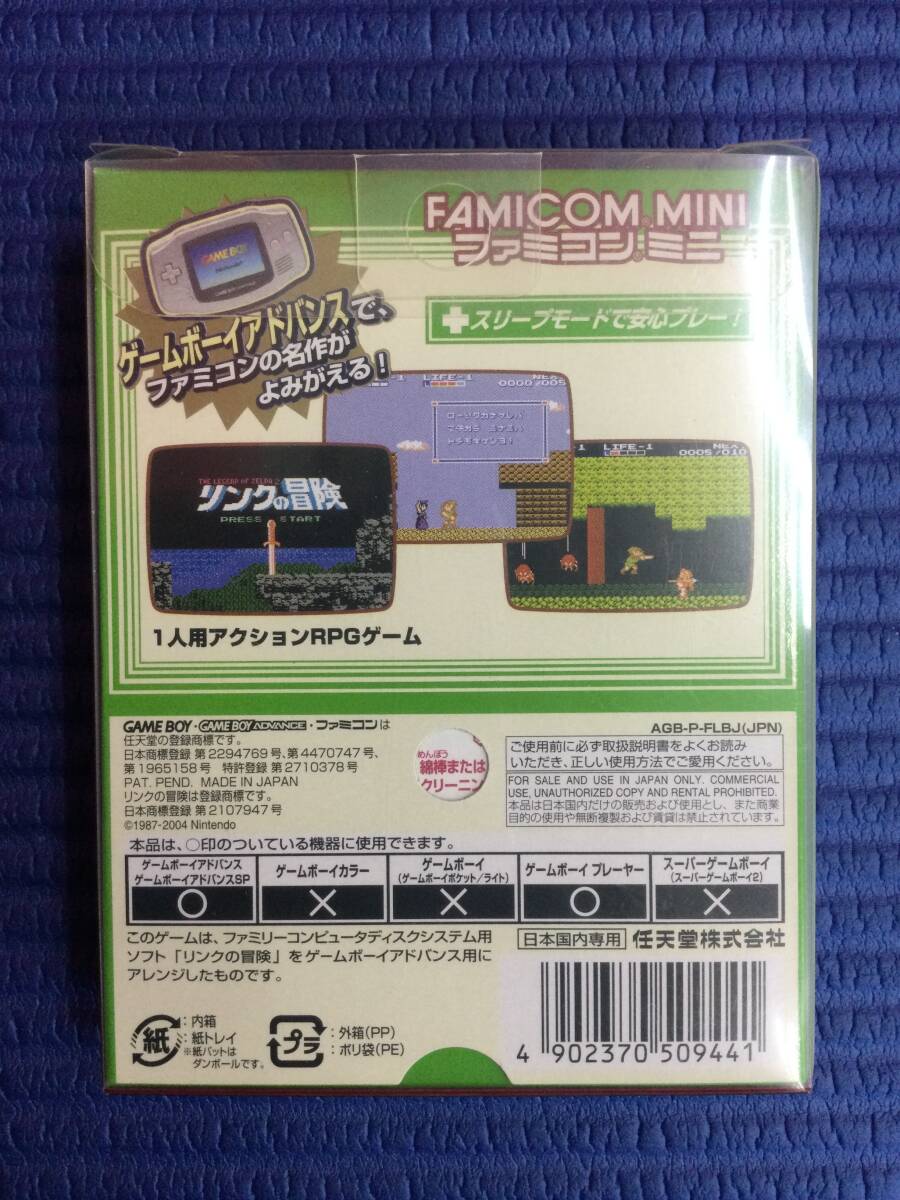 FAMICOM MINI
ファミコンミニ
GAME BOY
Nintendo
ゲームボーイアドバンスで、
ファミコンの名作が
よみがえる！
スリープモードで安心プレー！
LIFE-1
0000/005
ローソクガナケレバ
LIFE-1
0005/010
THE LEGEND OF ZELDA 2
リンクの冒険
PRESS START
1人用アクションRPGゲーム
GAME BOY・GAME BOY ADVANCE・ファミコンは
任天堂の登録商標です。
日本商標登録 第2294769号、第4470747号、
第1965158号 特許登録 第2710378号
PAT. PEND. MADE IN JAPAN
リンクの冒険は登録商標です。
日本商標登録 第2107947号
©1987-2004 Nintendo
めんぼう
綿棒または
クリーニン
AGB-P-FLBJ(JPN)
ご使用前に必ず取扱説明書をよくお読み
いただき、正しい使用方法でご愛用ください。
FOR SALE AND USE IN JAPAN ONLY. COMMERCIAL
USE, UNAUTHORIZED COPY AND RENTAL PROHIBITED.
本品は日本国内だけの販売および使用とし、また商業
目的の使用や無断複製および賃貸は禁止します。
本品は、○印のついている機器に使用できます。
ゲームボーイアドバンス
ゲームボーイアドバンスSP
○
ゲームボーイカラー
×
ゲームボーイ
(ゲームボーイポケット/ライト)
×
ゲームボーイ プレーヤー
○
スーパーゲームボーイ
(スーパーゲームボーイ2)
×
このゲームは、ファミリーコンピュータディスクシステム用
ソフト「リンクの冒険」をゲームボーイアドバンス用に
アレンジしたものです。
日本国内専用 任天堂株式会社
紙
：内箱
：紙トレイ
※紙パットは
ダンボールです。
プラ
：外箱(PP)
：ポリ袋(PE)
4 902370 509441